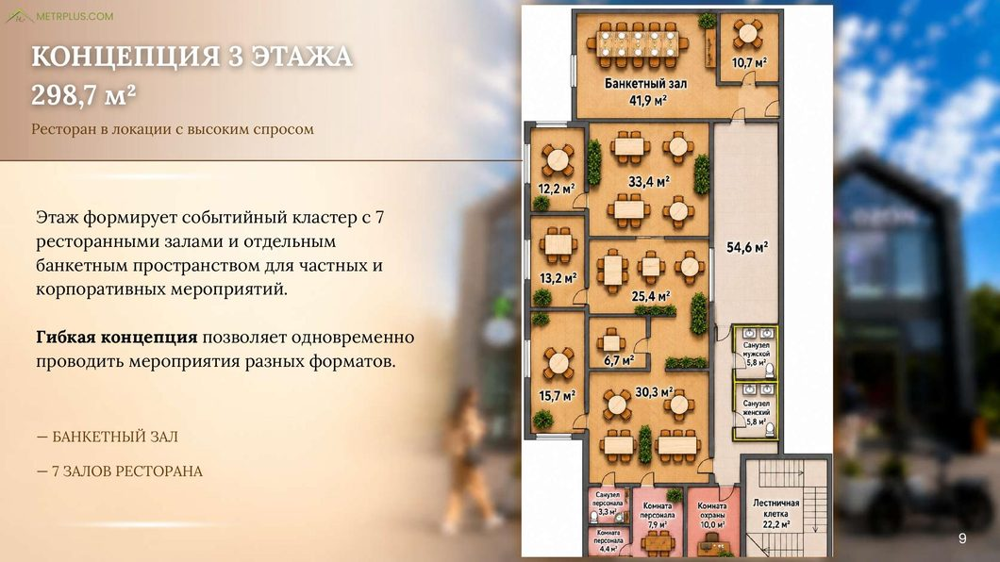 METRPLUS.COM
КОНЦЕПЦИЯ 3 ЭТАЖА
298,7 м²
Ресторан в локации с высоким спросом
Этаж формирует событийный кластер с 7
ресторанными залами и отдельным
банкетным пространством для частных и
корпоративных мероприятий.
Гибкая концепция позволяет одновременно
проводить мероприятия разных форматов.
— БАНКЕТНЫЙ ЗАЛ
— 7 ЗАЛОВ РЕСТОРАНА
Банкетный зал
41,9 м²
10,7 м²
12,2 м²
33,4 м²
54,6 м²
13,2 м²
25,4 м²
6,7 м²
Санузел
мужской
5,8 м²
15,7 м²
30,3 м²
Санузел
женский
5,8 м²
Санузел
персонала
3,3 м²
Комната
персонала
7,9 м²
Комната
охраны
10,0 м²
Лестничная
клетка
22,2 м²
Комната
персонала
4,4 м²
9